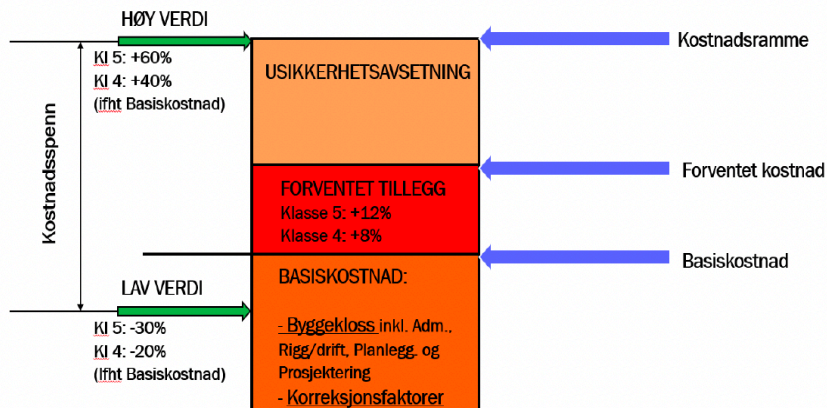 HØY VERDI
Kl 5: +60%
Kl 4: +40%
(ifht Basiskostnad)
Kostnadsspenn
LAV VERDI
Kl 5: -30%
Kl 4: -20%
(Ifht Basiskostnad)
USIKKERHETSAVSETNING
FORVENTET TILLEGG
Klasse 5: +12%
Klasse 4: +8%
BASISKOSTNAD:
- Byggekloss inkl. Adm.,
Rigg/drift, Planlegg. og
Prosjektering
- Korreksjonsfaktorer
Kostnadsramme
Forventet kostnad
Basiskostnad